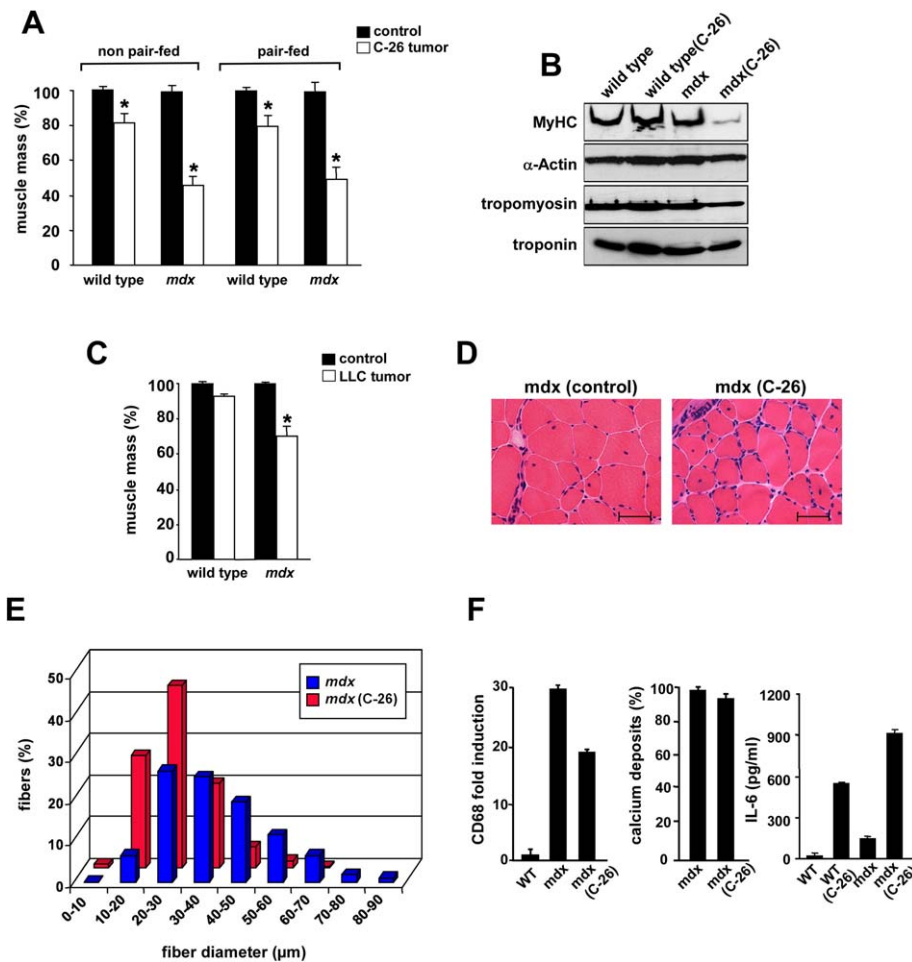 A
control
C-26 tumor
non pair-fed
pair-fed
muscle mass (%)
100
80
60
40
20
0
* * * *
wild type mdx wild type mdx
B
wild type wild type(C-26) mdx mdx(C-26)
MyHC
α-Actin
tropomyosin
troponin
C
control
LLC tumor
muscle mass (%)
100
80
60
40
20
0
*
wild type mdx
D
mdx (control) mdx (C-26)
E
mdx
mdx (C-26)
fibers (%)
50
40
30
20
10
0
0-10 10-20 20-30 30-40 40-50 50-60 60-70 70-80 80-90
fiber diameter (µm)
F
CD68 fold induction
30
20
10
0
WT mdx mdx (C-26)
calcium deposits (%)
100
80
60
40
20
0
mdx mdx (C-26)
IL-6 (pg/ml)
1200
900
600
300
0
WT WT (C-26) mdx mdx (C-26)